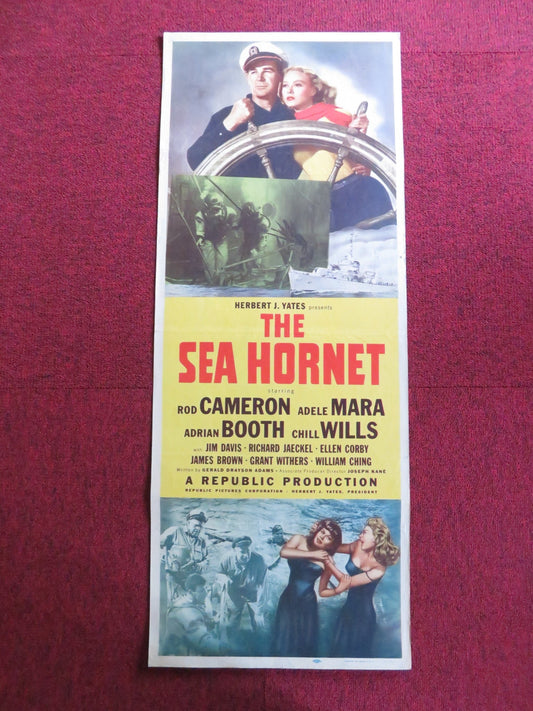 HERBERT J. YATES presents
THE
SEA HORNET
starring
ROD CAMERON ADELE MARA
ADRIAN BOOTH CHILL WILLS
with JIM DAVIS · RICHARD JAECKEL · ELLEN CORBY
JAMES BROWN · GRANT WITHERS · WILLIAM CHING
Written by GERALD DRAYSON ADAMS · Associate Producer Director JOSEPH KANE
A REPUBLIC PRODUCTION
REPUBLIC PICTURES CORPORATION · HERBERT J. YATES, PRESIDENT